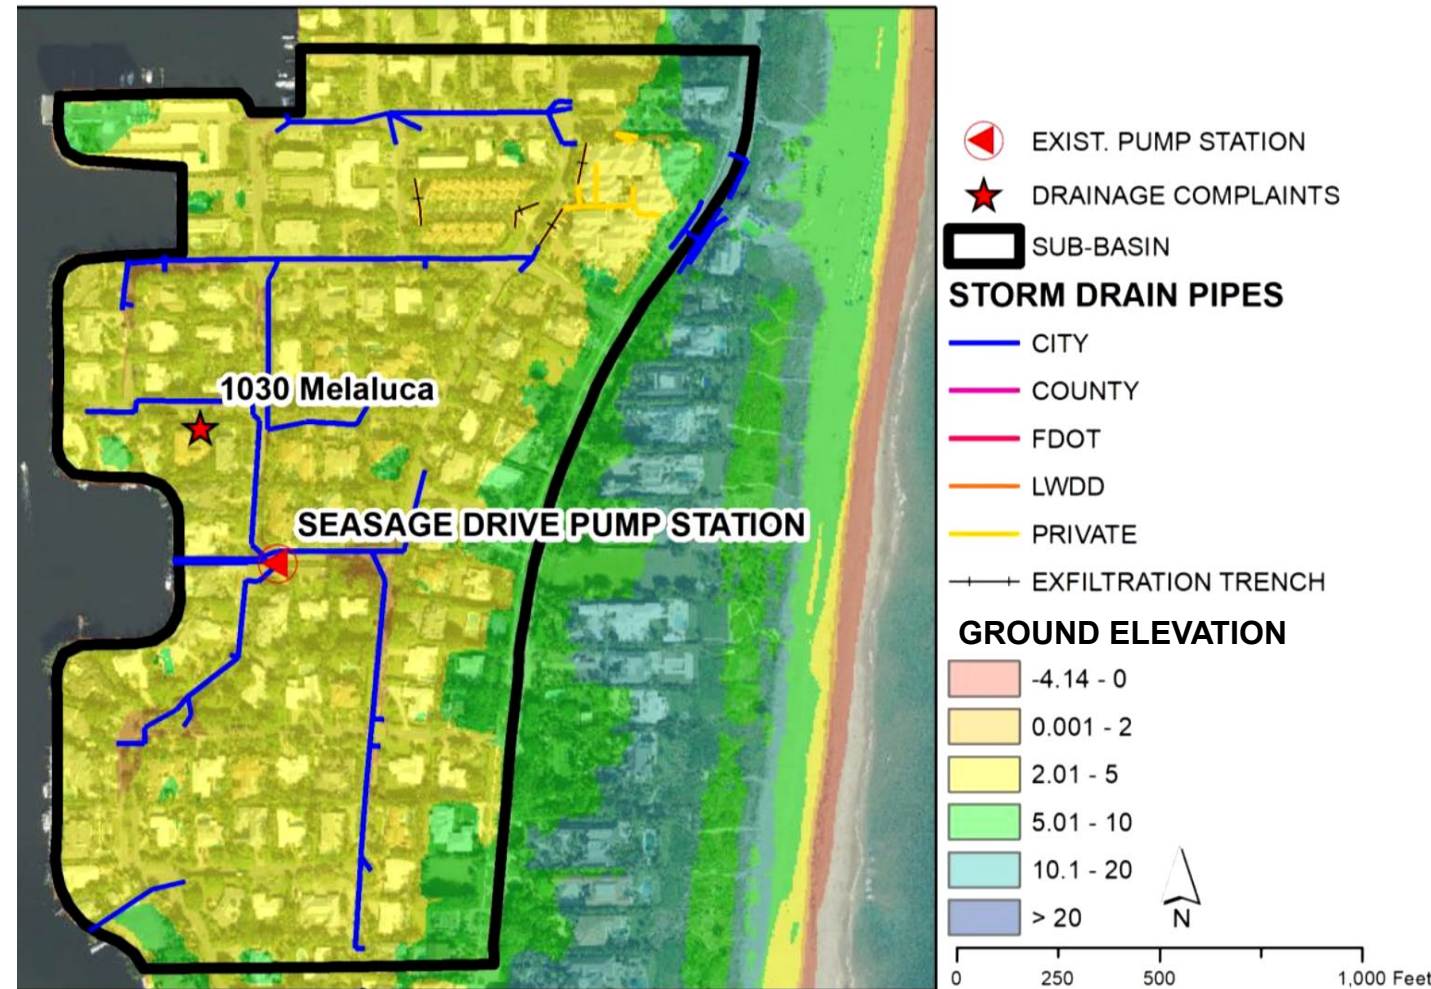 1030 Melaluca
SEASAGE DRIVE PUMP STATION
EXIST. PUMP STATION
DRAINAGE COMPLAINTS
SUB-BASIN
STORM DRAIN PIPES
CITY
COUNTY
FDOT
LWDD
PRIVATE
EXFILTRATION TRENCH
GROUND ELEVATION
-4.14 - 0
0.001 - 2
2.01 - 5
5.01 - 10
10.1 - 20
> 20
N
0 250 500 1,000 Feet